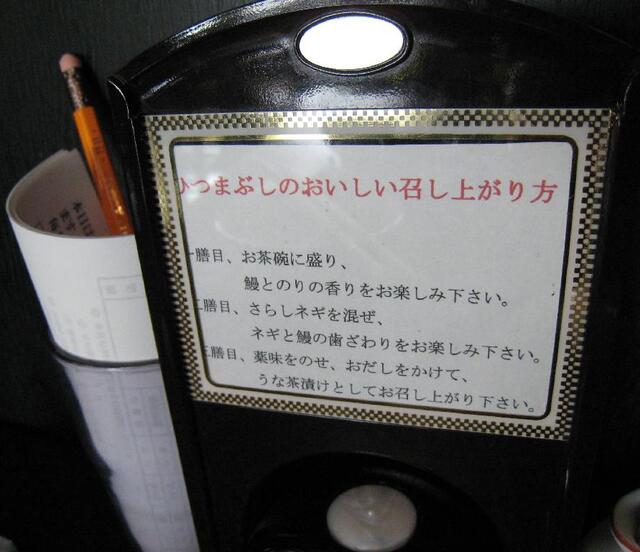 ひつまぶしのおいしい召し上がり方
一膳目、お茶碗に盛り、
鰻とのりの香りをお楽しみ下さい。
二膳目、さらしネギを混ぜ、
ネギと鰻の歯ざわりをお楽しみ下さい。
三膳目、薬味をのせ、おだしをかけて、
うな茶漬けとしてお召し上がり下さい。
本日は